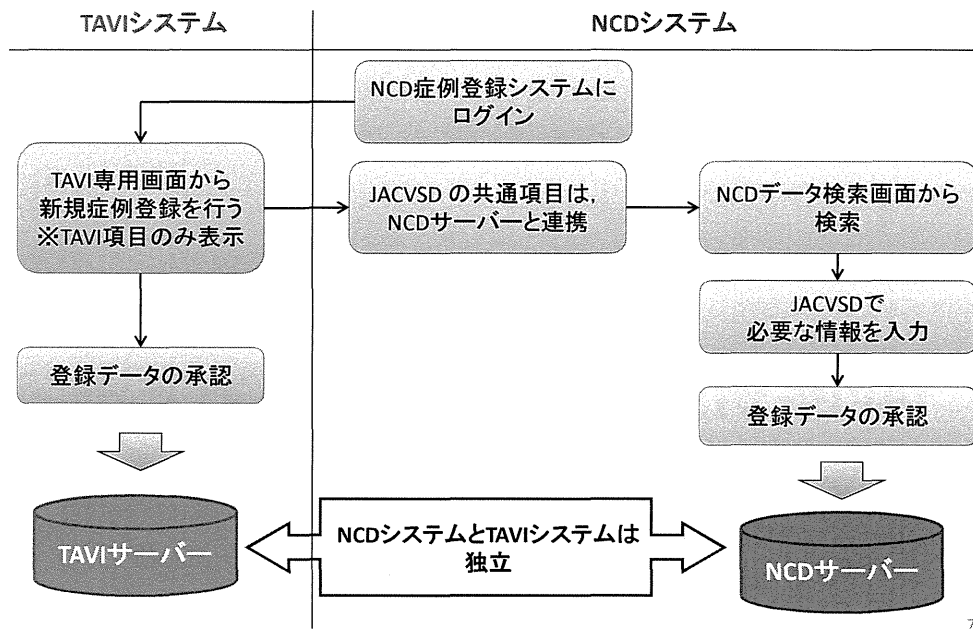 TAVIシステム
NCDシステム
NCD症例登録システムに
ログイン
TAVI専用画面から
新規症例登録を行う
※TAVI項目のみ表示
JACVSD の共通項目は,
NCDサーバーと連携
NCDデータ検索画面から
検索
JACVSDで
必要な情報を入力
登録データの承認
登録データの承認
TAVIサーバー
NCDシステムとTAVIシステムは
独立
NCDサーバー
7